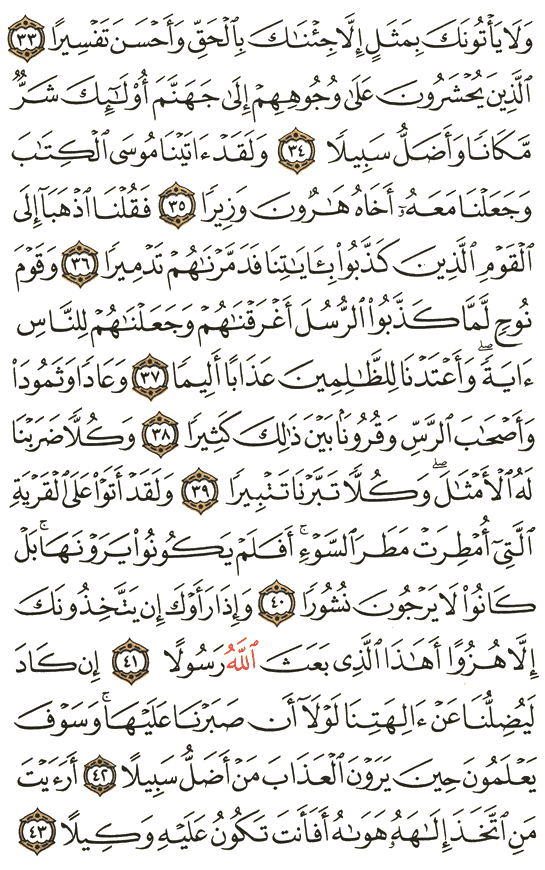 وَلَا يَأْتُونَكَ بِمَثَلٍ إِلَّا جِئْنَٰكَ بِٱلْحَقِّ وَأَحْسَنَ تَفْسِيرًا ٣٣
ٱلَّذِينَ يُحْشَرُونَ عَلَىٰ وُجُوهِهِمْ إِلَىٰ جَهَنَّمَ أُو۟لَٰٓئِكَ شَرٌّ
مَّكَانًا وَأَضَلُّ سَبِيلًا ٣٤ وَلَقَدْ ءَاتَيْنَا مُوسَى ٱلْكِتَٰبَ
وَجَعَلْنَا مَعَهُۥٓ أَخَاهُ هَٰرُونَ وَزِيرًا ٣٥ فَقُلْنَا ٱذْهَبَآ إِلَى
ٱلْقَوْمِ ٱلَّذِينَ كَذَّبُوا۟ بِـَٔايَٰتِنَا فَدَمَّرْنَٰهُمْ تَدْمِيرًا ٣٦ وَقَوْمَ
نُوحٍ لَّمَّا كَذَّبُوا۟ ٱلرُّسُلَ أَغْرَقْنَٰهُمْ وَجَعَلْنَٰهُمْ لِلنَّاسِ
ءَايَةً ۖ وَأَعْتَدْنَا لِلظَّٰلِمِينَ عَذَابًا أَلِيمًا ٣٧ وَعَادًا وَثَمُودَا۟
وَأَصْحَٰبَ ٱلرَّسِّ وَقُرُونًۢا بَيْنَ ذَٰلِكَ كَثِيرًا ٣٨ وَكُلًّا ضَرَبْنَا
لَهُ ٱلْأَمْثَٰلَ ۖ وَكُلًّا تَبَّرْنَا تَتْبِيرًا ٣٩ وَلَقَدْ أَتَوْا۟ عَلَى ٱلْقَرْيَةِ
ٱلَّتِىٓ أُمْطِرَتْ مَطَرَ ٱلسَّوْءِ ۚ أَفَلَمْ يَكُونُوا۟ يَرَوْنَهَا ۚ بَلْ
كَانُوا۟ لَا يَرْجُونَ نُشُورًا ٤٠ وَإِذَا رَأَوْكَ إِن يَتَّخِذُونَكَ
إِلَّا هُزُوًا أَهَٰذَا ٱلَّذِى بَعَثَ ٱللَّهُ رَسُولًا ٤١ إِن كَادَ
لَيُضِلُّنَا عَنْ ءَالِهَتِنَا لَوْلَآ أَن صَبَرْنَا عَلَيْهَا ۚ وَسَوْفَ
يَعْلَمُونَ حِينَ يَرَوْنَ ٱلْعَذَابَ مَنْ أَضَلُّ سَبِيلًا ٤٢ أَرَءَيْتَ
مَنِ ٱتَّخَذَ إِلَٰهَهُۥ هَوَىٰهُ أَفَأَنتَ تَكُونُ عَلَيْهِ وَكِيلًا ٤٣